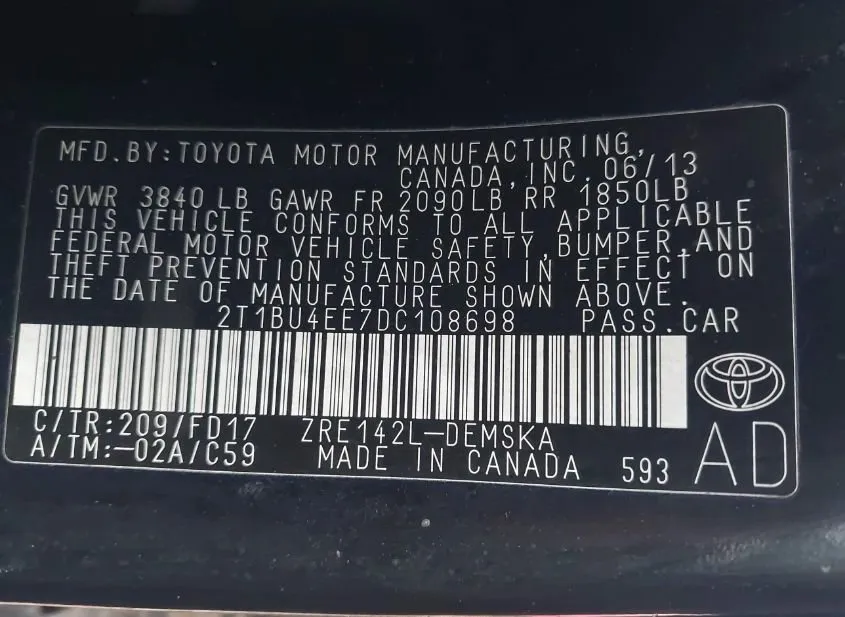 MFD.BY:TOYOTA MOTOR MANUFACTURING,
CANADA,INC. 06/13
GVWR 3840 LB GAWR FR 2090LB RR 1850LB
THIS VEHICLE CONFORMS TO ALL APPLICABLE
FEDERAL MOTOR VEHICLE SAFETY,BUMPER,AND
THEFT PREVENTION STANDARDS IN EFFECT ON
THE DATE OF MANUFACTURE SHOWN ABOVE.
2T1BU4EE7DC108698 PASS.CAR
C/TR:209/FD17 ZRE142L-DEMSKA
A/TM:-02A/C59 MADE IN CANADA 593 AD